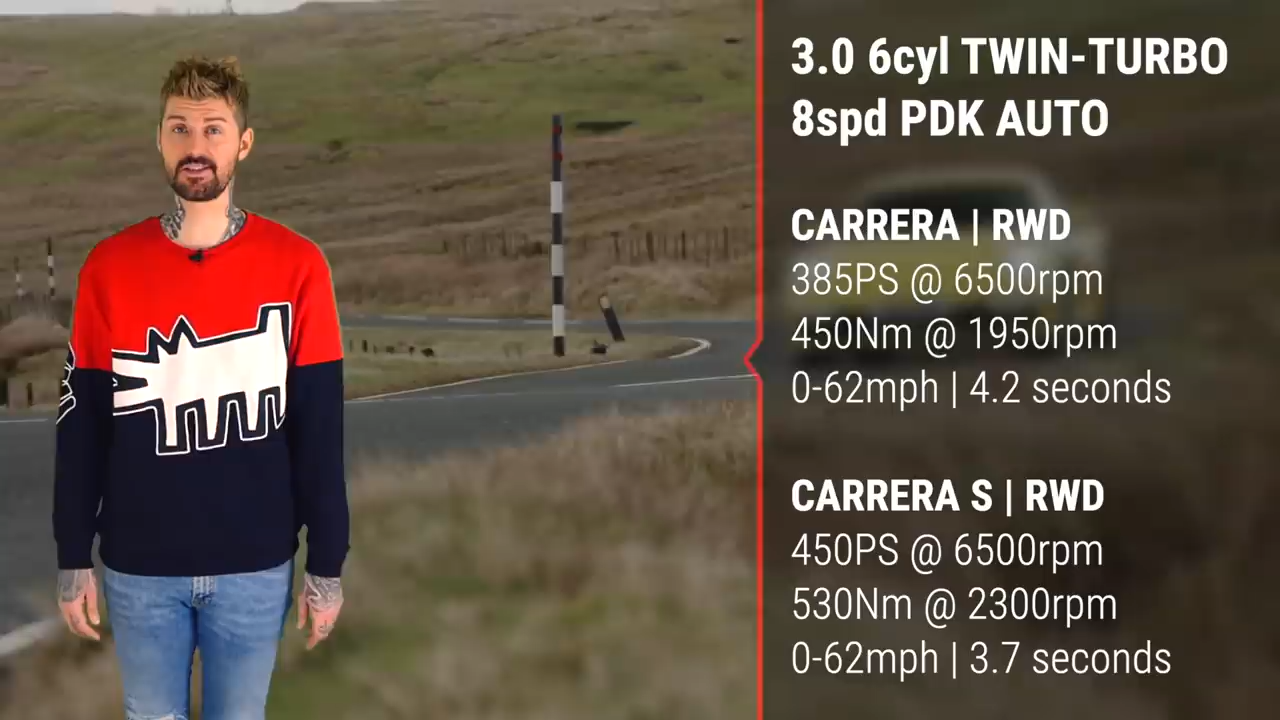 3.0 6cyl TWIN-TURBO
8spd PDK AUTO
CARRERA | RWD
385PS @ 6500rpm
450Nm @ 1950rpm
0-62mph | 4.2 seconds
CARRERA S | RWD
450PS @ 6500rpm
530Nm @ 2300rpm
0-62mph | 3.7 seconds